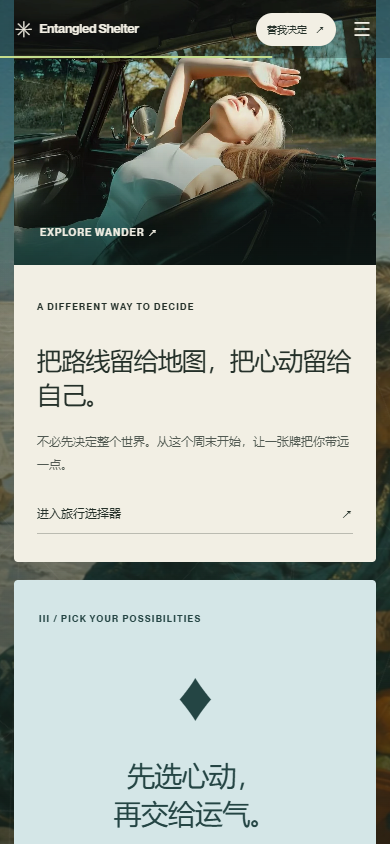 Entangled Shelter
替我决定 ↗
EXPLORE WANDER ↗
A DIFFERENT WAY TO DECIDE
把路线留给地图，把心动留给
自己。
不必先决定整个世界。从这个周末开始，让一张牌把你带远
一点。
进入旅行选择器 ↗
III / PICK YOUR POSSIBILITIES
先选心动，
再交给运气。